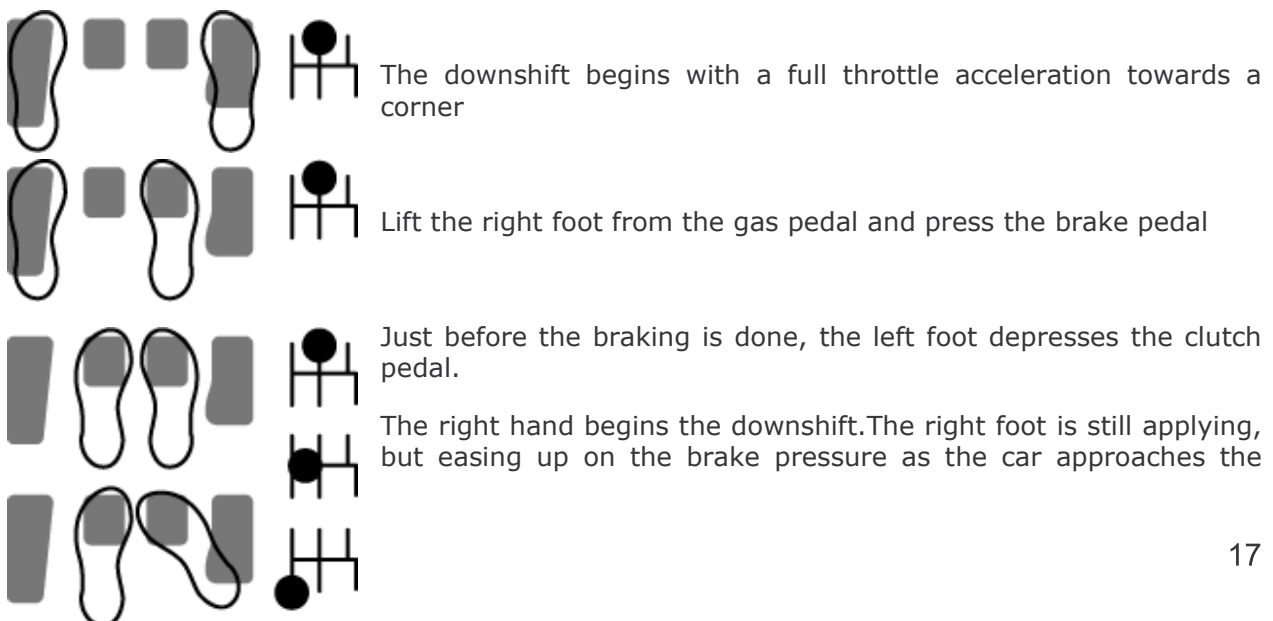 The downshift begins with a full throttle acceleration towards a
corner
Lift the right foot from the gas pedal and press the brake pedal
Just before the braking is done, the left foot depresses the clutch
pedal.
The right hand begins the downshift.The right foot is still applying,
but easing up on the brake pressure as the car approaches the
17